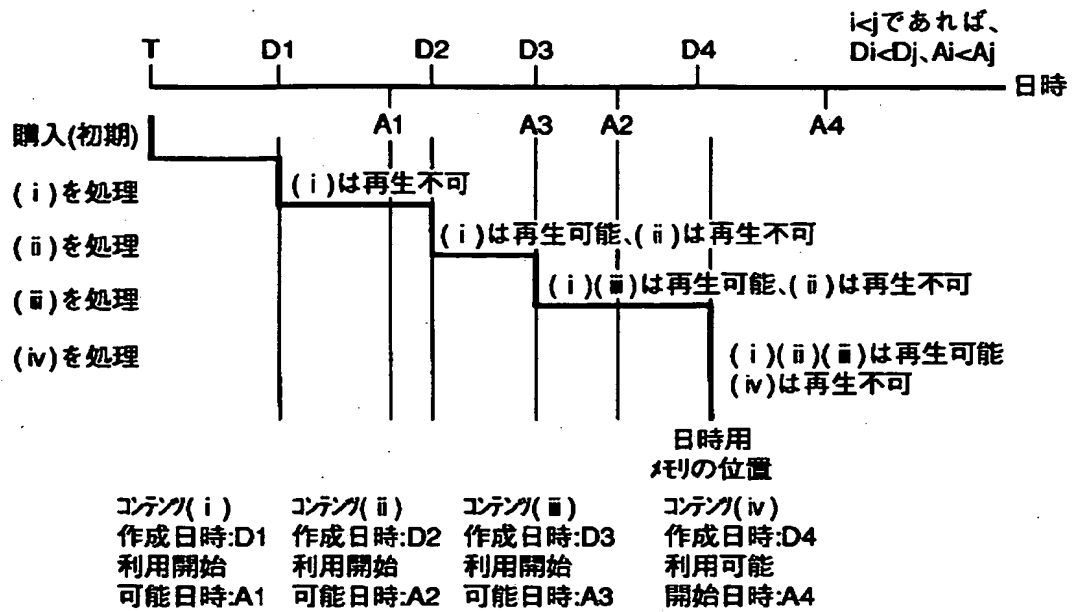 i<jであれば、
Di<Dj、Ai<Aj
T D1 D2 D3 D4
日時
A1 A3 A2 A4
購入(初期)
(ⅰ)を処理
(ⅰ)は再生不可
(ⅱ)を処理
(ⅰ)は再生可能、(ⅱ)は再生不可
(ⅲ)を処理
(ⅰ)(ⅲ)は再生可能、(ⅱ)は再生不可
(ⅳ)を処理
(ⅰ)(ⅱ)(ⅲ)は再生可能
(ⅳ)は再生不可
日時用
メモリの位置
コンテンツ(ⅰ)
作成日時:D1
利用開始
可能日時:A1
コンテンツ(ⅱ)
作成日時:D2
利用開始
可能日時:A2
コンテンツ(ⅲ)
作成日時:D3
利用開始
可能日時:A3
コンテンツ(ⅳ)
作成日時:D4
利用可能
開始日時:A4